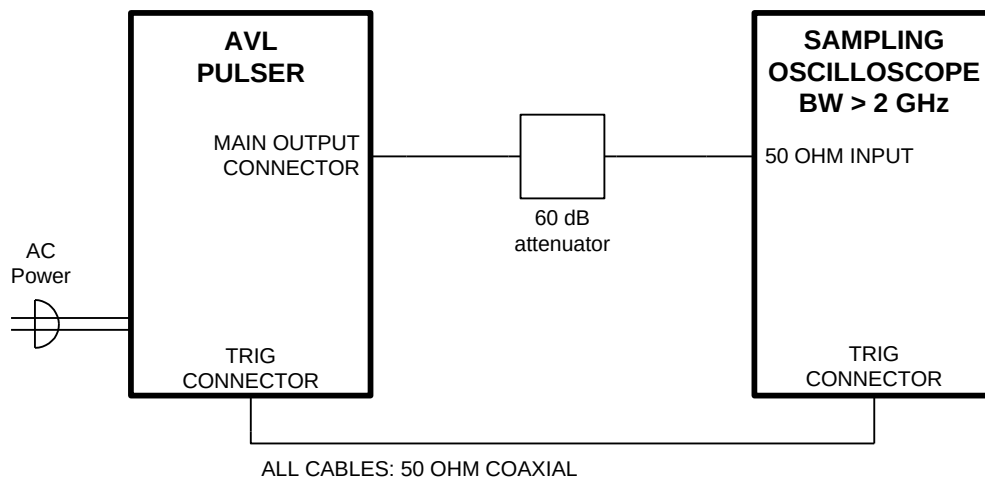 AVL
PULSER
SAMPLING
OSCILLOSCOPE
BW > 2 GHz
MAIN OUTPUT
CONNECTOR
50 OHM INPUT
60 dB
attenuator
AC
Power
TRIG
CONNECTOR
TRIG
CONNECTOR
ALL CABLES: 50 OHM COAXIAL